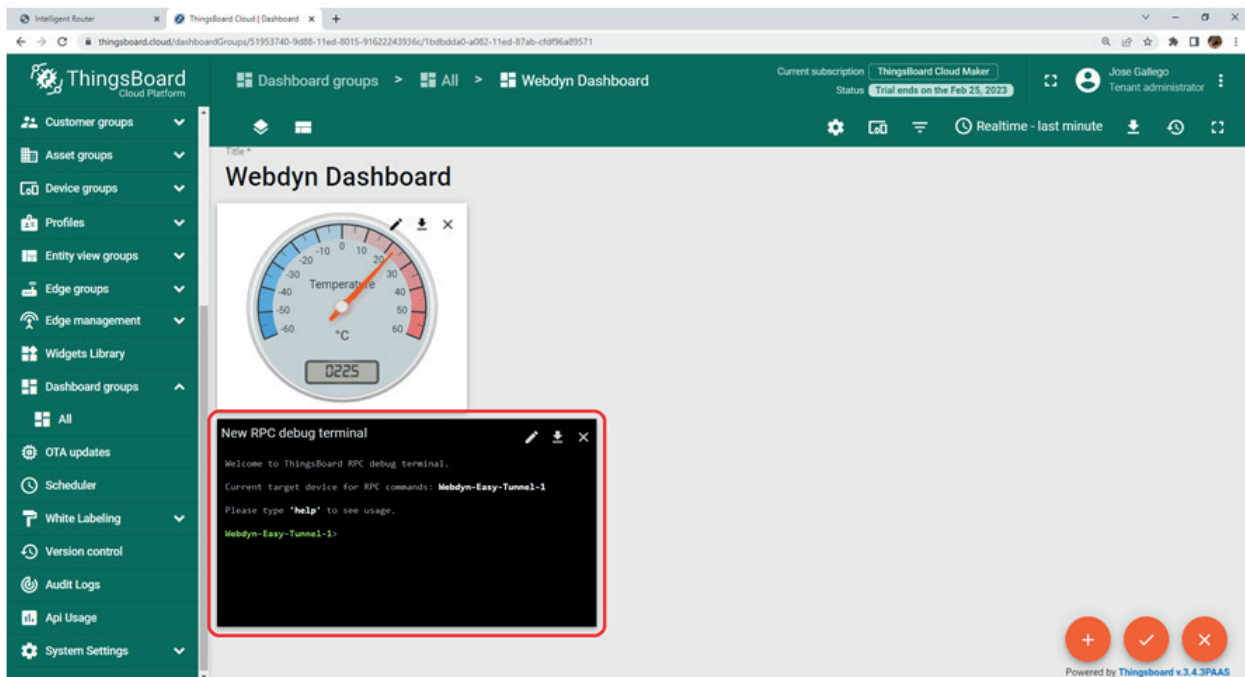 Intelligent Router
ThingsBoard Cloud | Dashboard
thingsboard.cloud/dashboardGroups/51953740-9d88-11ed-8015-91622243936c/1bdbdda0-a082-11ed-87ab-cfdf96a89571
ThingsBoard
Cloud Platform
Dashboard groups > All > Webdyn Dashboard
Current subscription ThingsBoard Cloud Maker
Status Trial ends on the Feb 25, 2023
Jose Gallego
Tenant administrator
Realtime - last minute
Customer groups
Asset groups
Device groups
Profiles
Entity view groups
Edge groups
Edge management
Widgets Library
Dashboard groups
All
OTA updates
Scheduler
White Labeling
Version control
Audit Logs
Api Usage
System Settings
Title *
Webdyn Dashboard
-60
-50
-40
-30
-20
-10
0
10
20
30
40
50
60
Temperature
°C
022.5
New RPC debug terminal
Welcome to ThingsBoard RPC debug terminal.
Current target device for RPC commands: Webdyn-Easy-Tunnel-1
Please type 'help' to see usage.
Webdyn-Easy-Tunnel-1>
Powered by Thingsboard v.3.4.3PAAS